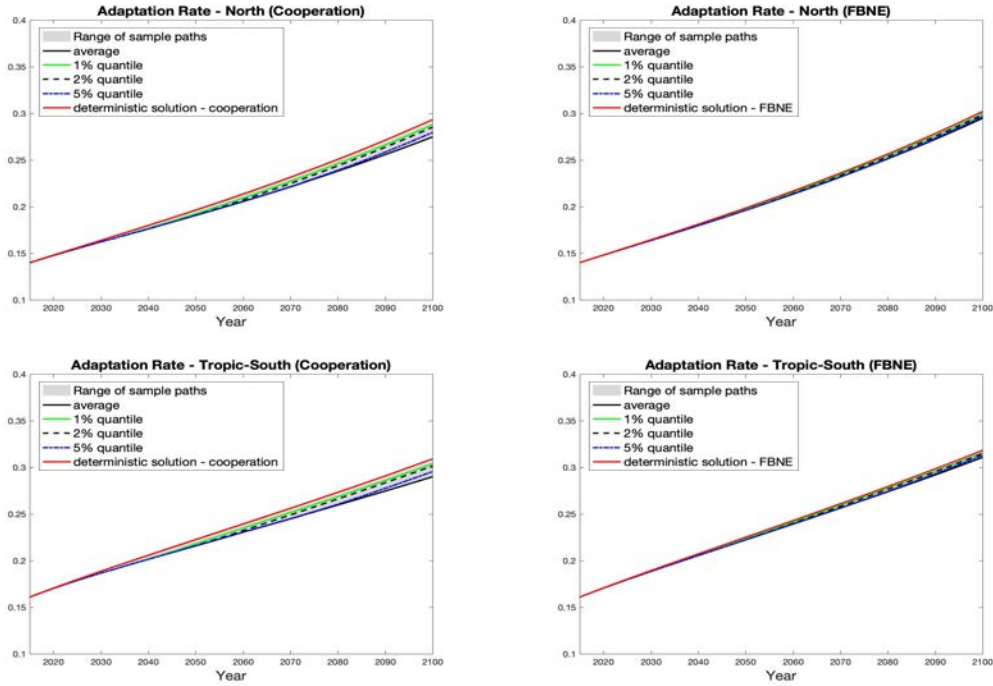 Adaptation Rate - North (Cooperation)
0.4
0.35
0.3
0.25
0.2
0.15
0.1
Range of sample paths
average
1% quantile
2% quantile
5% quantile
deterministic solution - cooperation
2020 2030 2040 2050 2060 2070 2080 2090 2100
Year
Adaptation Rate - North (FBNE)
0.4
0.35
0.3
0.25
0.2
0.15
0.1
Range of sample paths
average
1% quantile
2% quantile
5% quantile
deterministic solution - FBNE
2020 2030 2040 2050 2060 2070 2080 2090 2100
Year
Adaptation Rate - Tropic-South (Cooperation)
0.4
0.35
0.3
0.25
0.2
0.15
0.1
Range of sample paths
average
1% quantile
2% quantile
5% quantile
deterministic solution - cooperation
2020 2030 2040 2050 2060 2070 2080 2090 2100
Year
Adaptation Rate - Tropic-South (FBNE)
0.4
0.35
0.3
0.25
0.2
0.15
0.1
Range of sample paths
average
1% quantile
2% quantile
5% quantile
deterministic solution - FBNE
2020 2030 2040 2050 2060 2070 2080 2090 2100
Year